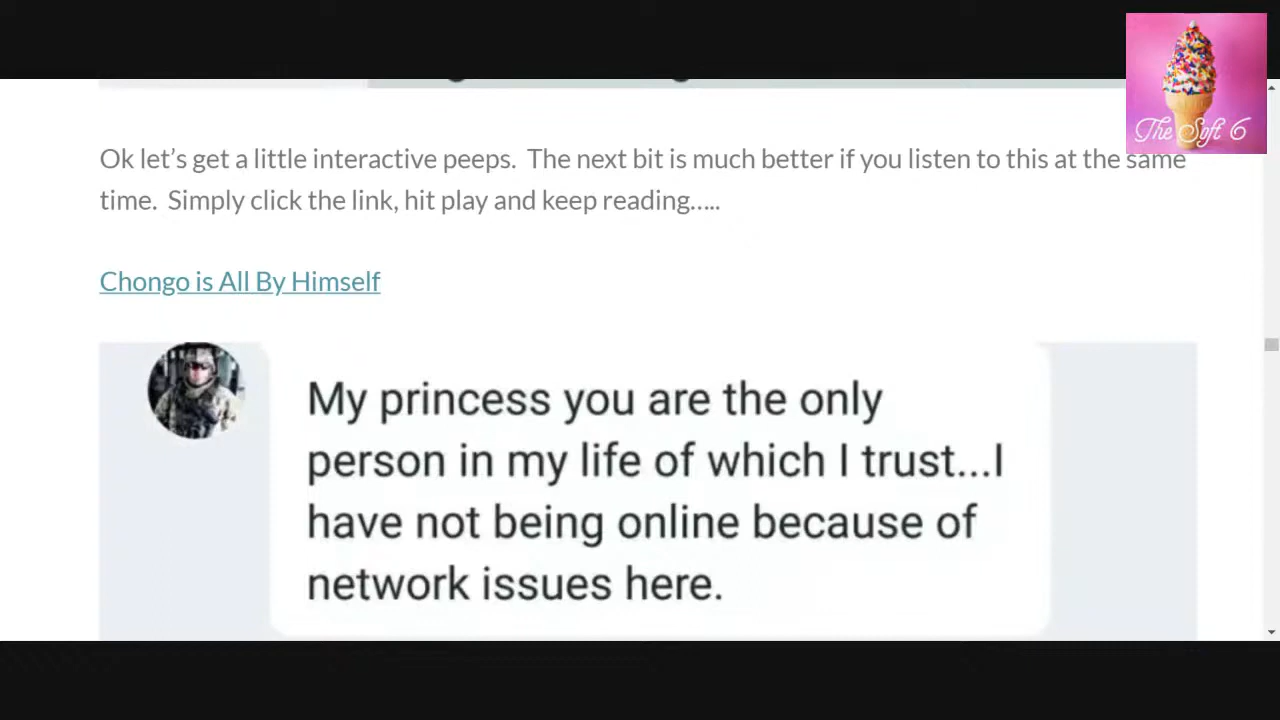 The Soft 6
Ok let’s get a little interactive peeps.  The next bit is much better if you listen to this at the same
time.  Simply click the link, hit play and keep reading…..
Chongo is All By Himself
My princess you are the only
person in my life of which I trust...I
have not being online because of
network issues here.